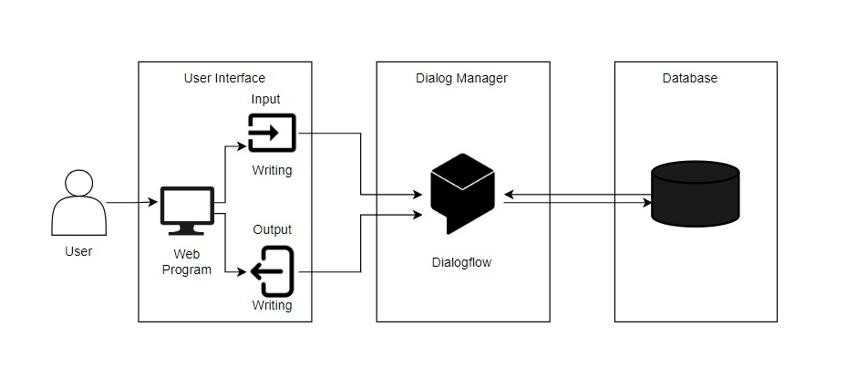 User Interface
Dialog Manager
Database
Input
Writing
User
Web
Program
Output
Writing
Dialogflow